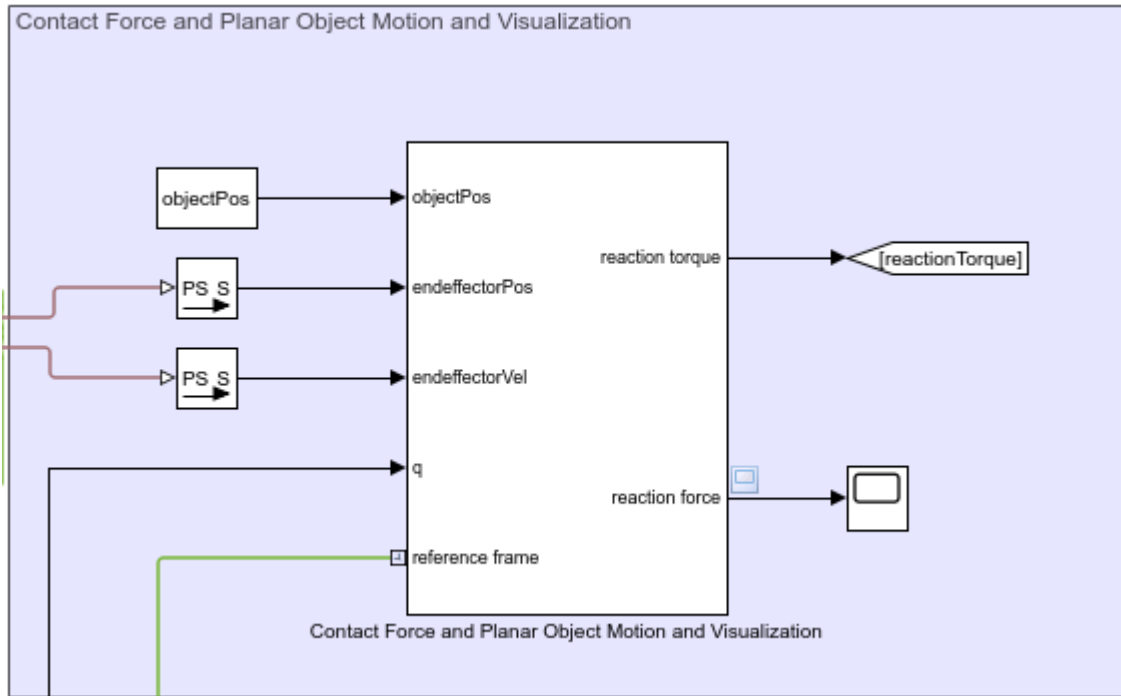 Contact Force and Planar Object Motion and Visualization
objectPos
objectPos
reaction torque
[reactionTorque]
PS S
endeffectorPos
PS S
endeffectorVel
q
reaction force
reference frame
Contact Force and Planar Object Motion and Visualization